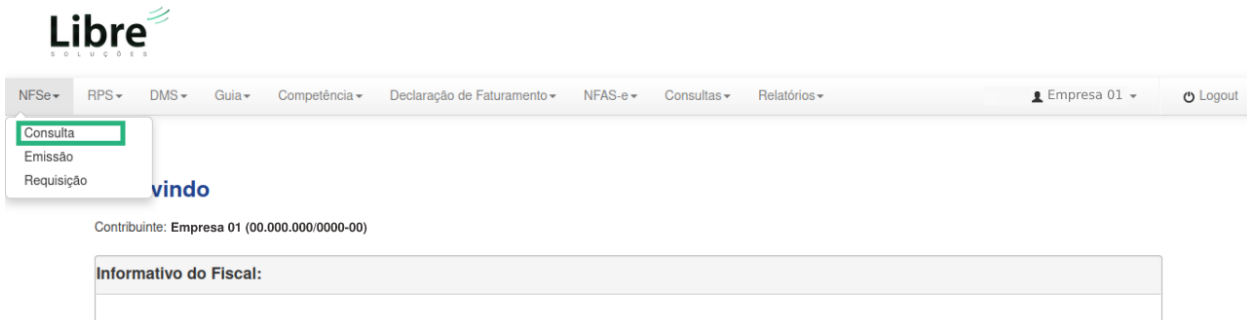 Libre
SOLUÇÕES
NFSe RPS DMS Guia Competência Declaração de Faturamento NFAS-e Consultas Relatórios Empresa 01 Logout
Consulta
Emissão
Requisição
vindo
Contribuinte: Empresa 01 (00.000.000/0000-00)
Informativo do Fiscal: